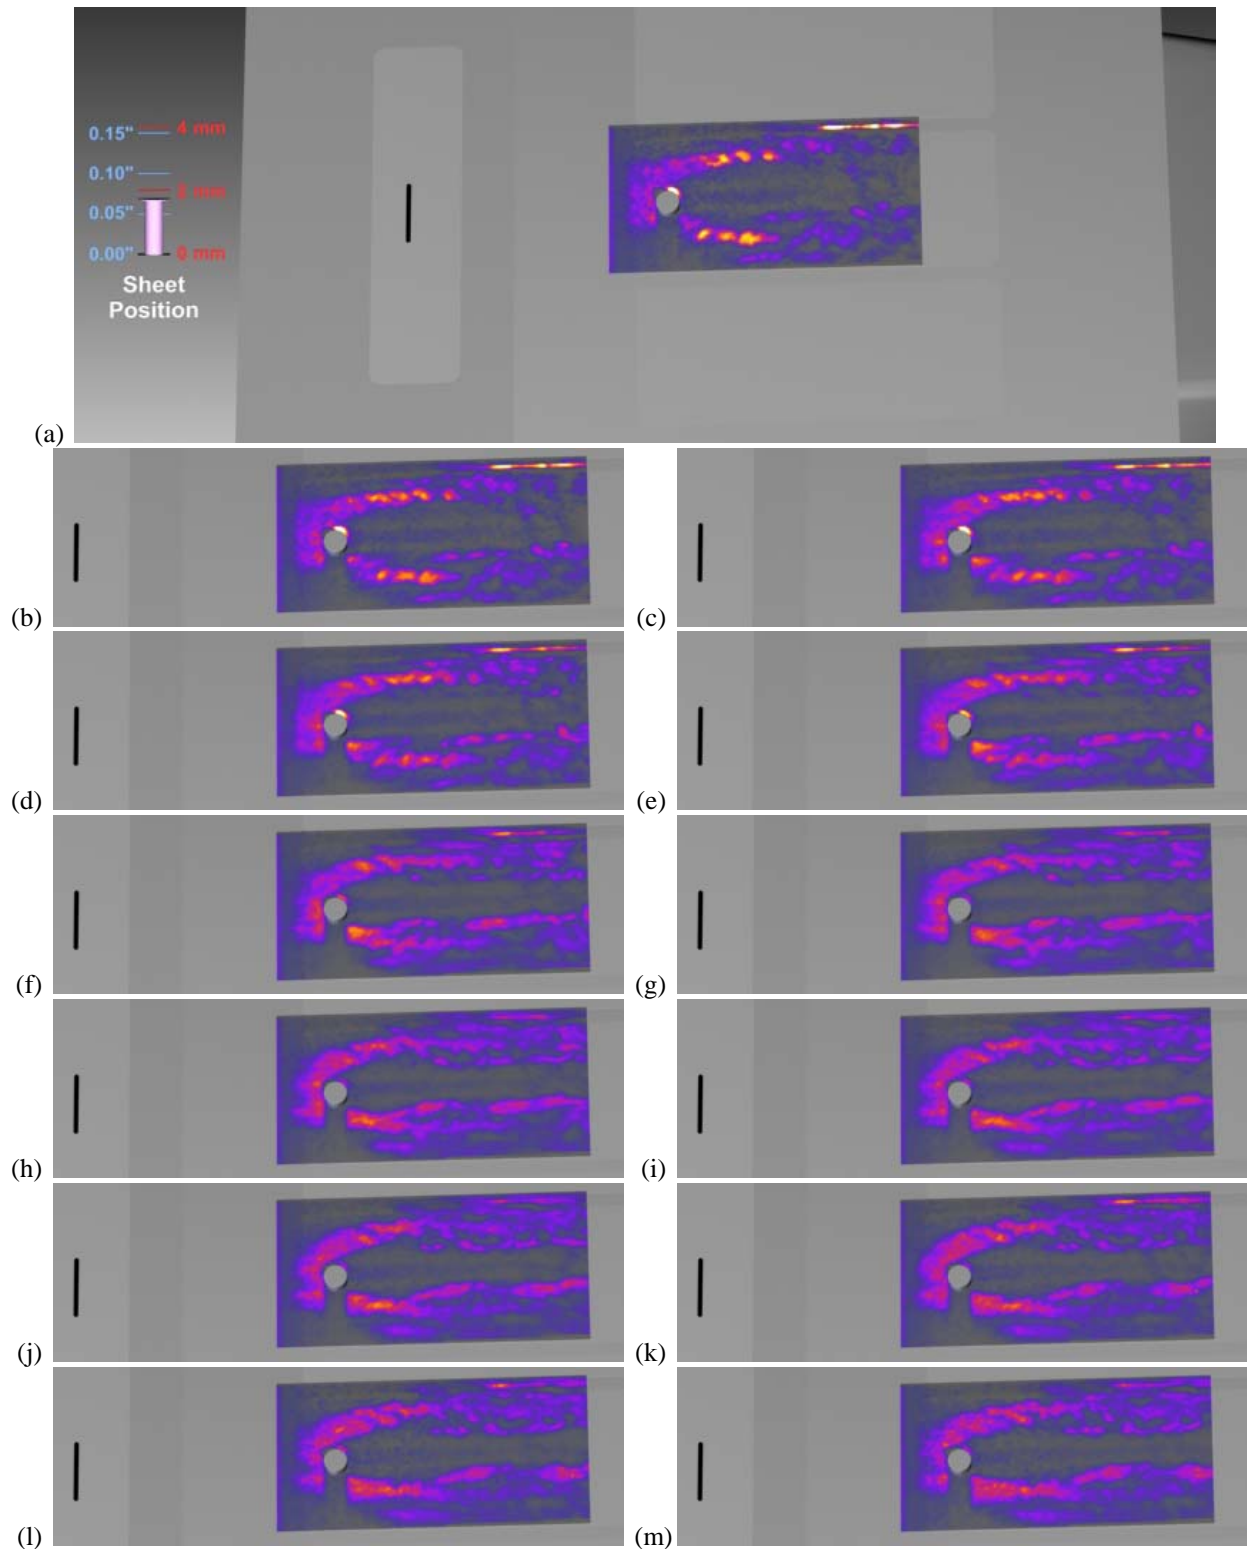 0.15" 4 mm
0.10"
2 mm
0.05"
0.00" 0 mm
Sheet
Position
(a)
(b) (c)
(d) (e)
(f) (g)
(h) (i)
(j) (k)
(l) (m)